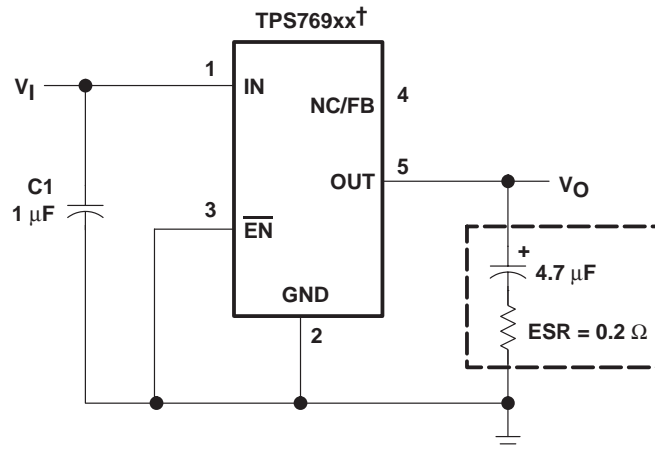 TPS769xx†
1
VI
IN
NC/FB
4
OUT
5
VO
C1
1 μF
3
EN
+
4.7 μF
GND
2
ESR = 0.2 Ω